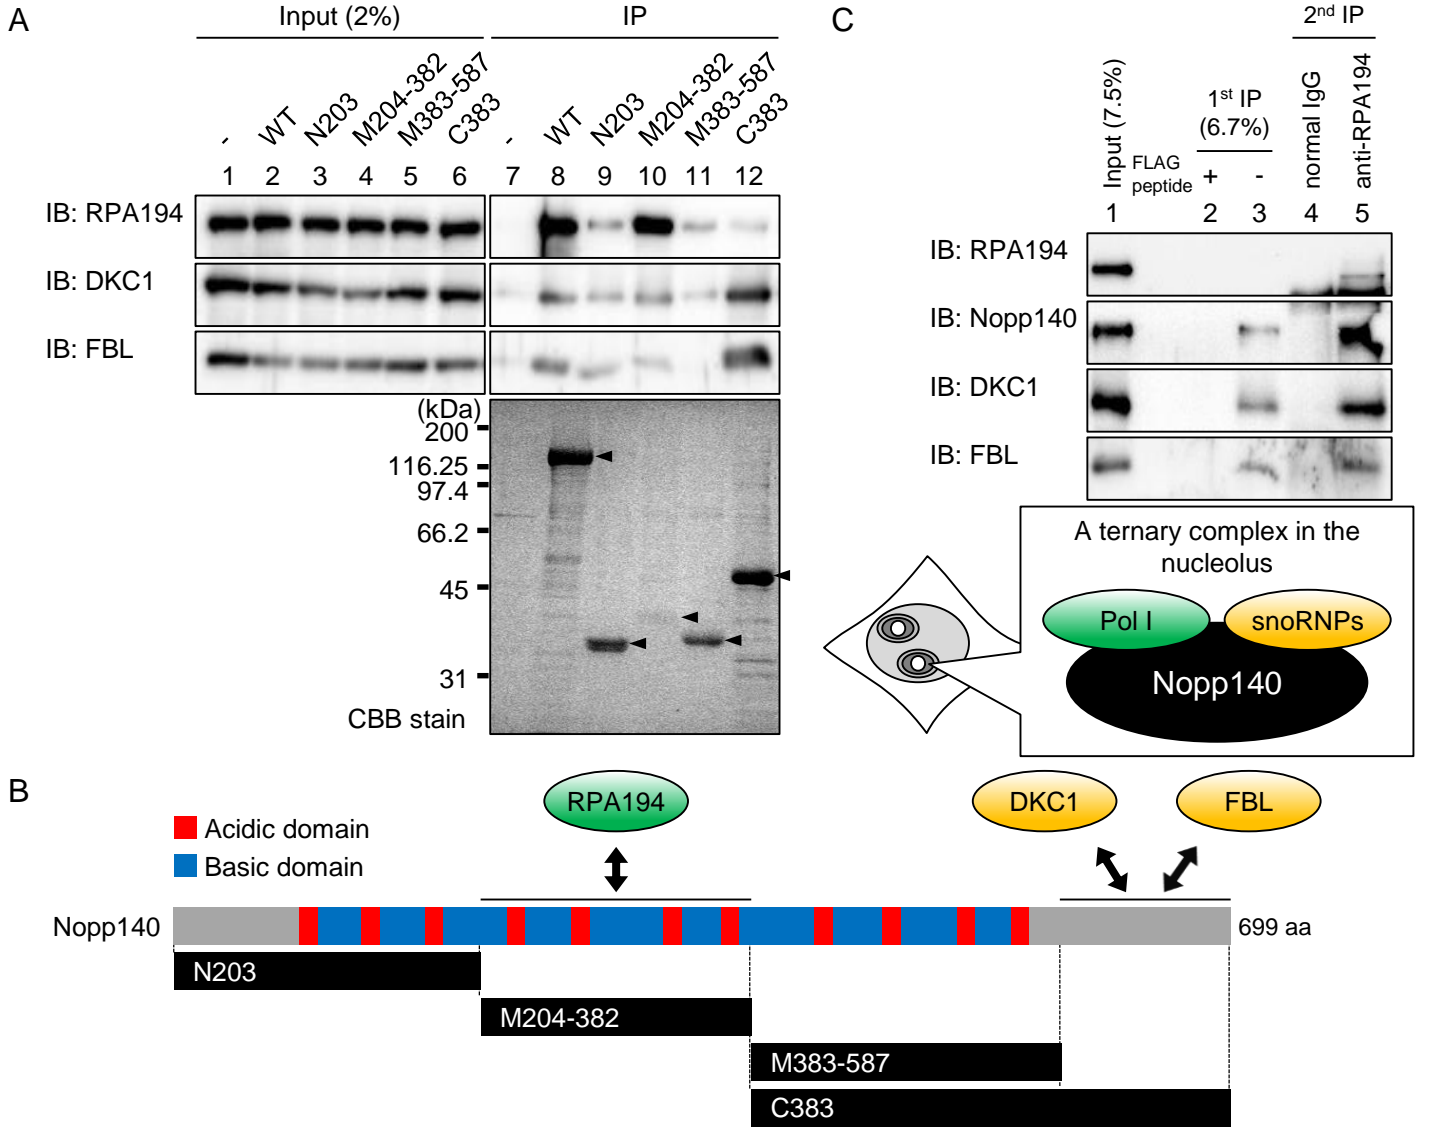 A
Input (2%)
IP
- WT N203 M204-382 M383-587 C383 - WT N203 M204-382 M383-587 C383
1 2 3 4 5 6 7 8 9 10 11 12
IB: RPA194
IB: DKC1
IB: FBL
(kDa)
200
116.25
97.4
66.2
45
31
CBB stain
C
2nd IP
Input (7.5%)
1st IP
(6.7%)
normal IgG
anti-RPA194
FLAG
peptide
+ -
1 2 3 4 5
IB: RPA194
IB: Nopp140
IB: DKC1
IB: FBL
A ternary complex in the
nucleolus
Pol I
snoRNPs
Nopp140
B
RPA194
DKC1
FBL
Acidic domain
Basic domain
Nopp140
699 aa
N203
M204-382
M383-587
C383